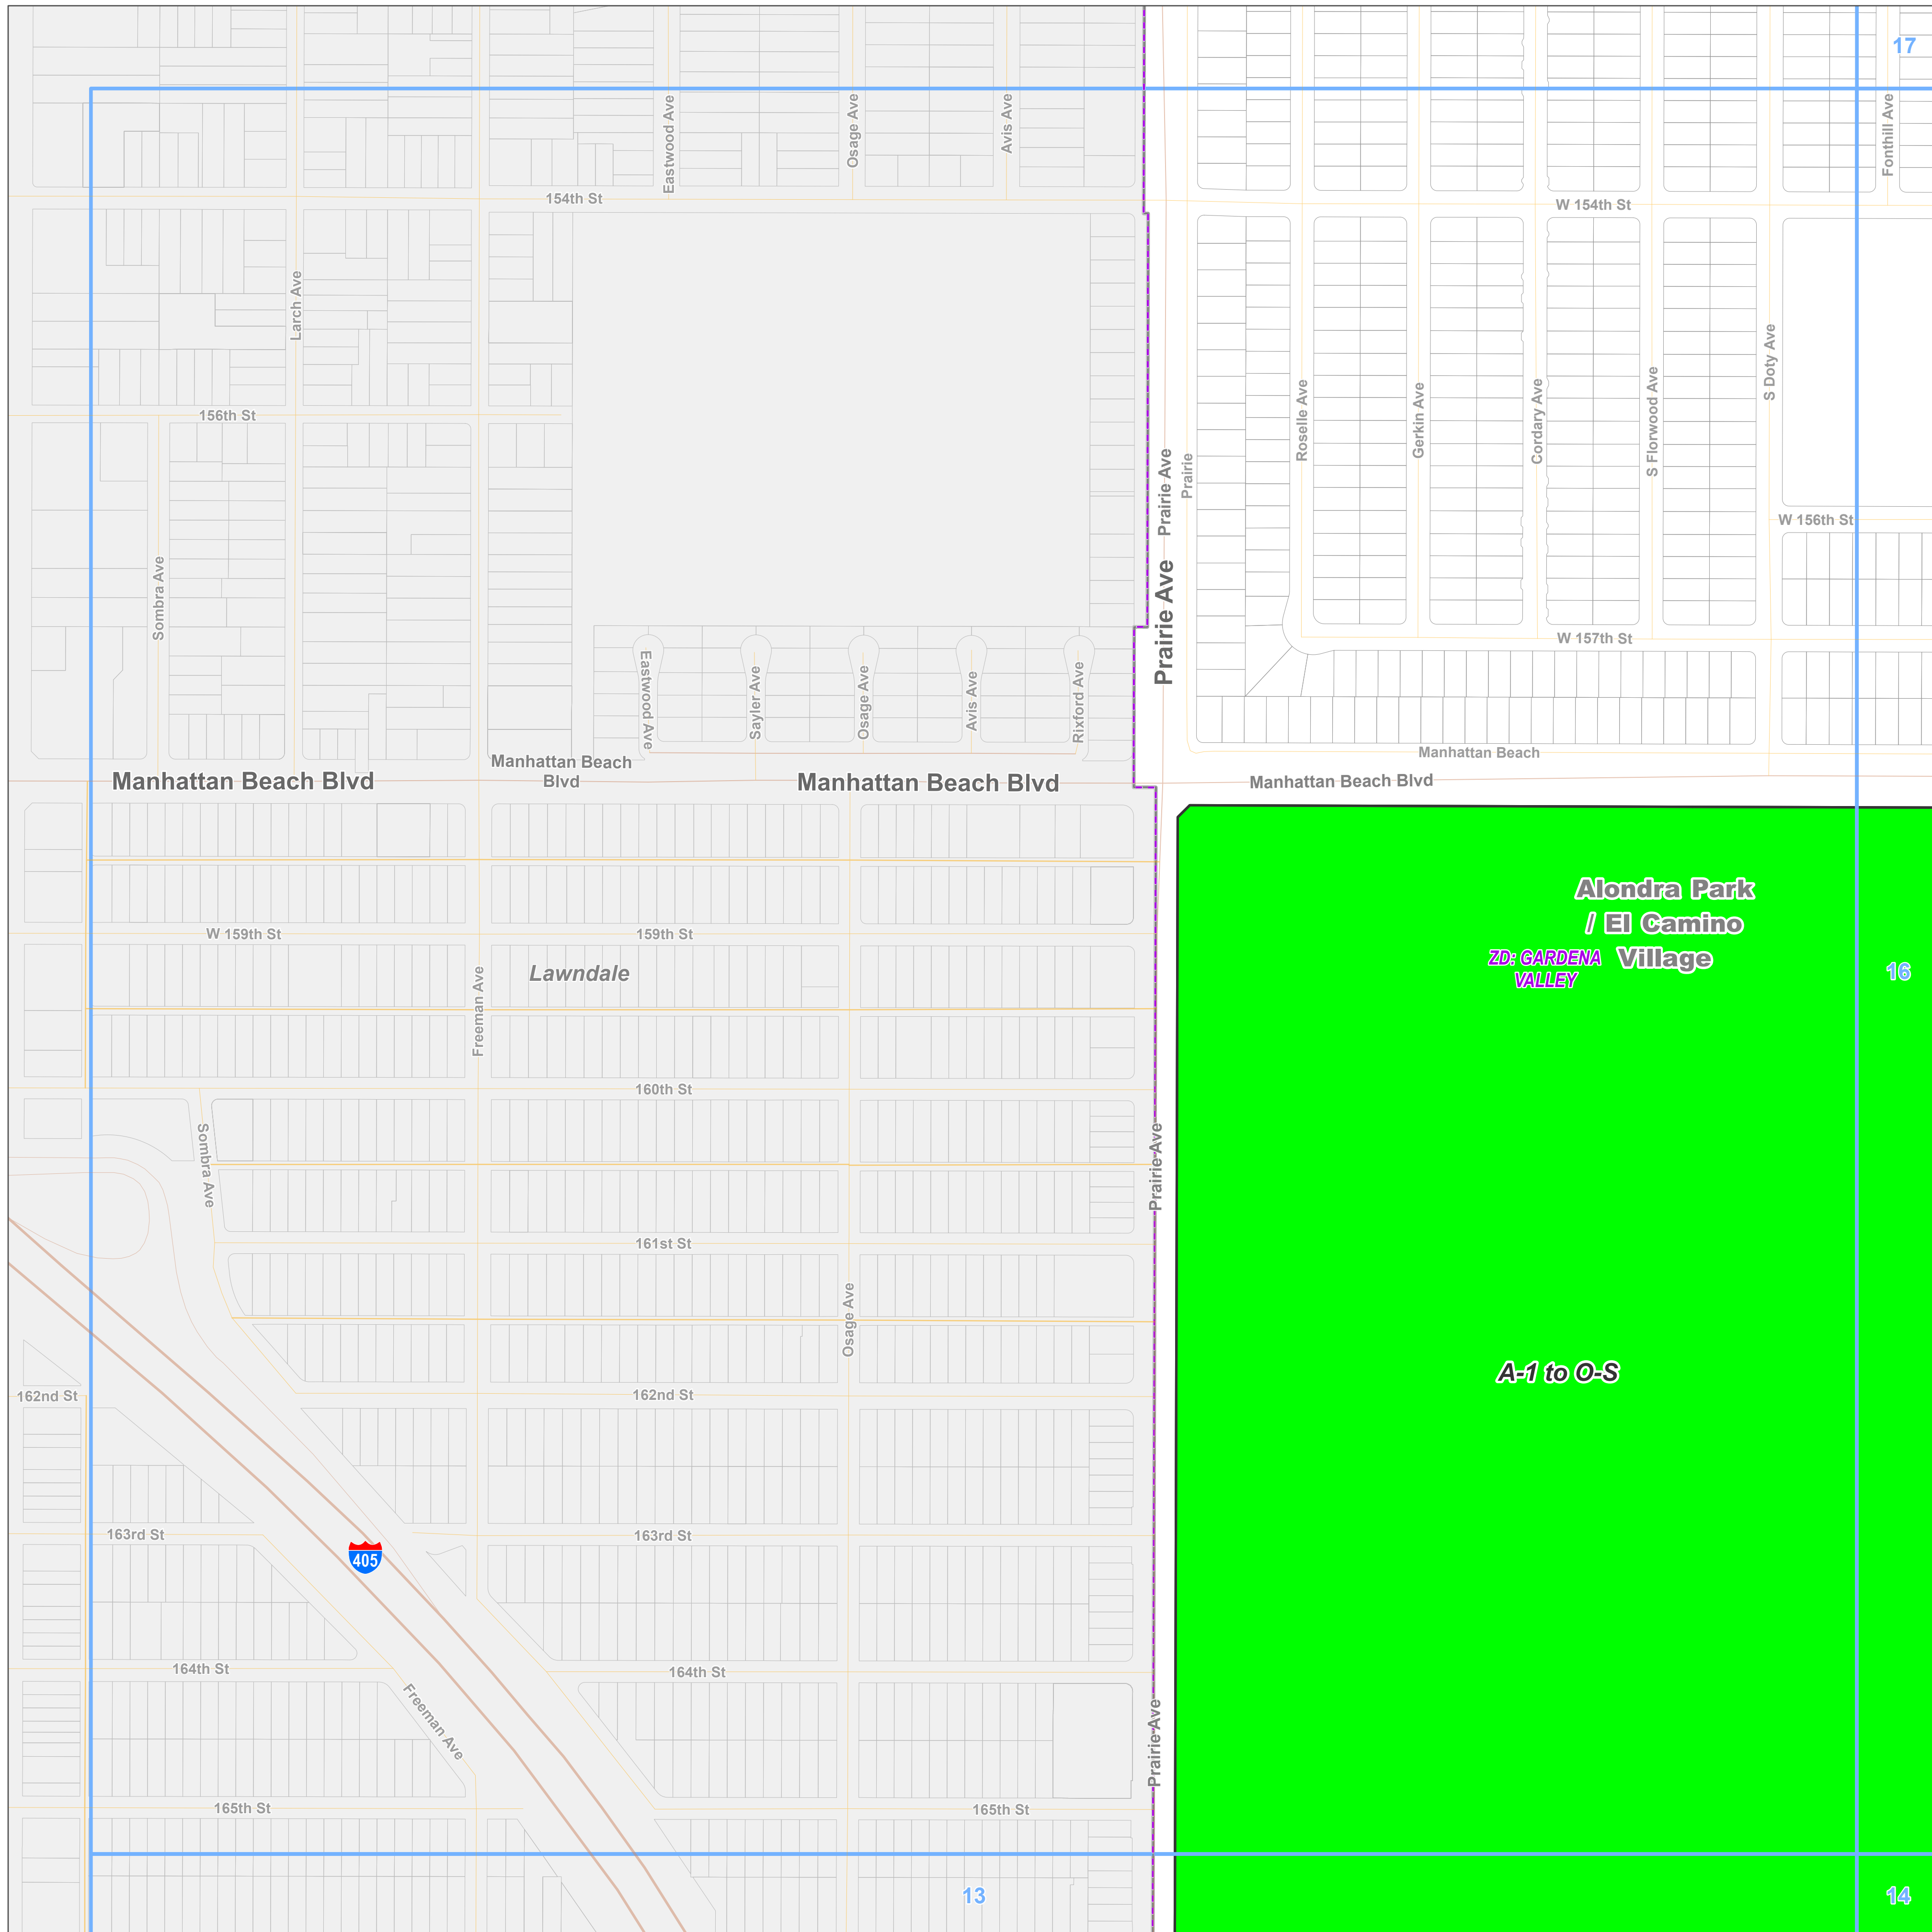 17
Eastwood Ave
Osage Ave
Avis Ave
Fonthill Ave
154th St
W 154th St
Larch Ave
S Doty Ave
Roselle Ave
Gerkin Ave
Cordary Ave
S Florwood Ave
156th St
Prairie Ave
Prairie
W 156th St
Sombra Ave
Prairie Ave
W 157th St
Eastwood Ave
Sayler Ave
Osage Ave
Avis Ave
Rixford Ave
Manhattan Beach
Manhattan Beach Blvd
Manhattan Beach
Blvd
Manhattan Beach Blvd
Manhattan Beach Blvd
Alondra Park
/ El Camino
Village
W 159th St
159th St
ZD: GARDENA
VALLEY
Lawndale
16
Freeman Ave
160th St
Sombra Ave
Prairie Ave
161st St
Osage Ave
A-1 to O-S
162nd St
162nd St
163rd St
163rd St
405
164th St
164th St
Freeman Ave
Prairie Ave
165th St
165th St
13
14